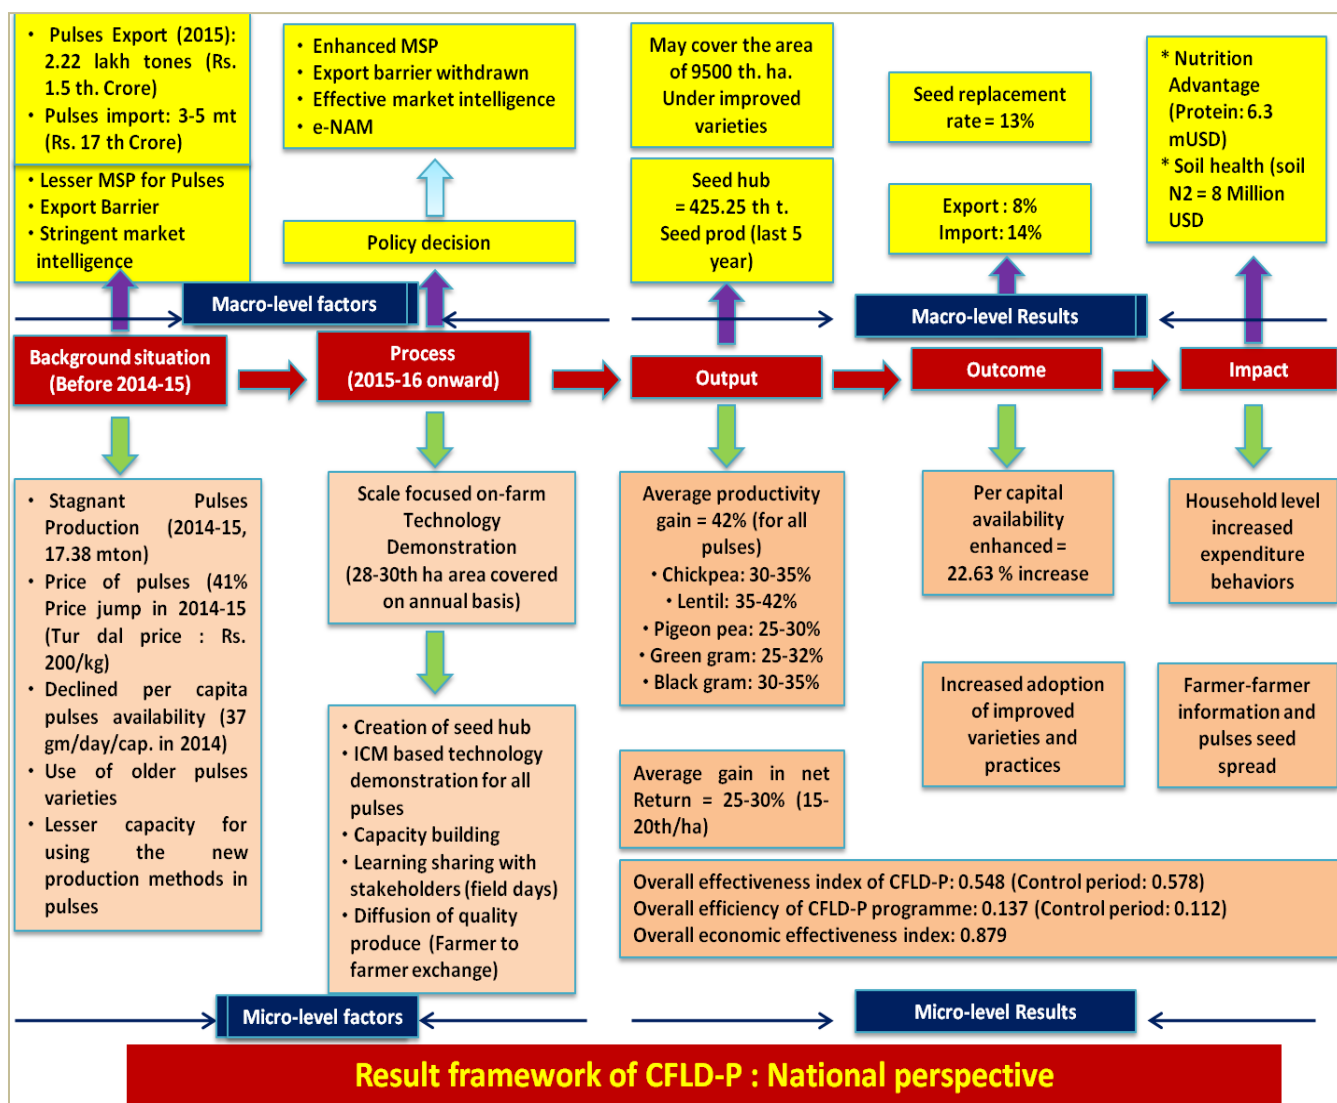 • Pulses Export (2015):
2.22 lakh tones (Rs.
1.5 th. Crore)
• Pulses import: 3-5 mt
(Rs. 17 th Crore)
• Lesser MSP for Pulses
• Export Barrier
• Stringent market
intelligence
• Enhanced MSP
• Export barrier withdrawn
• Effective market intelligence
• e-NAM
Policy decision
May cover the area
of 9500 th. ha.
Under improved
varieties
Seed hub
= 425.25 th t.
Seed prod (last 5
year)
Seed replacement
rate = 13%
Export : 8%
Import: 14%
* Nutrition
Advantage
(Protein: 6.3
mUSD)
* Soil health (soil
N2 = 8 Million
USD
Macro-level factors
Macro-level Results
Background situation
(Before 2014-15)
Process
(2015-16 onward)
Output
Outcome
Impact
• Stagnant Pulses
Production (2014-15,
17.38 mton)
• Price of pulses (41%
Price jump in 2014-15
(Tur dal price : Rs.
200/kg)
• Declined per capita
pulses availability (37
gm/day/cap. in 2014)
• Use of older pulses
varieties
• Lesser capacity for
using the new
production methods in
pulses
Scale focused on-farm
Technology
Demonstration
(28-30th ha area covered
on annual basis)
• Creation of seed hub
• ICM based technology
demonstration for all
pulses
• Capacity building
• Learning sharing with
stakeholders (field days)
• Diffusion of quality
produce (Farmer to
farmer exchange)
Average productivity
gain = 42% (for all
pulses)
• Chickpea: 30-35%
• Lentil: 35-42%
• Pigeon pea: 25-30%
• Green gram: 25-32%
• Black gram: 30-35%
Average gain in net
Return = 25-30% (15-
20th/ha)
Per capital
availability
enhanced =
22.63 % increase
Increased adoption
of improved
varieties and
practices
Household level
increased
expenditure
behaviors
Farmer-farmer
information and
pulses seed
spread
Overall effectiveness index of CFLD-P: 0.548 (Control period: 0.578)
Overall efficiency of CFLD-P programme: 0.137 (Control period: 0.112)
Overall economic effectiveness index: 0.879
Micro-level factors
Micro-level Results
Result framework of CFLD-P : National perspective